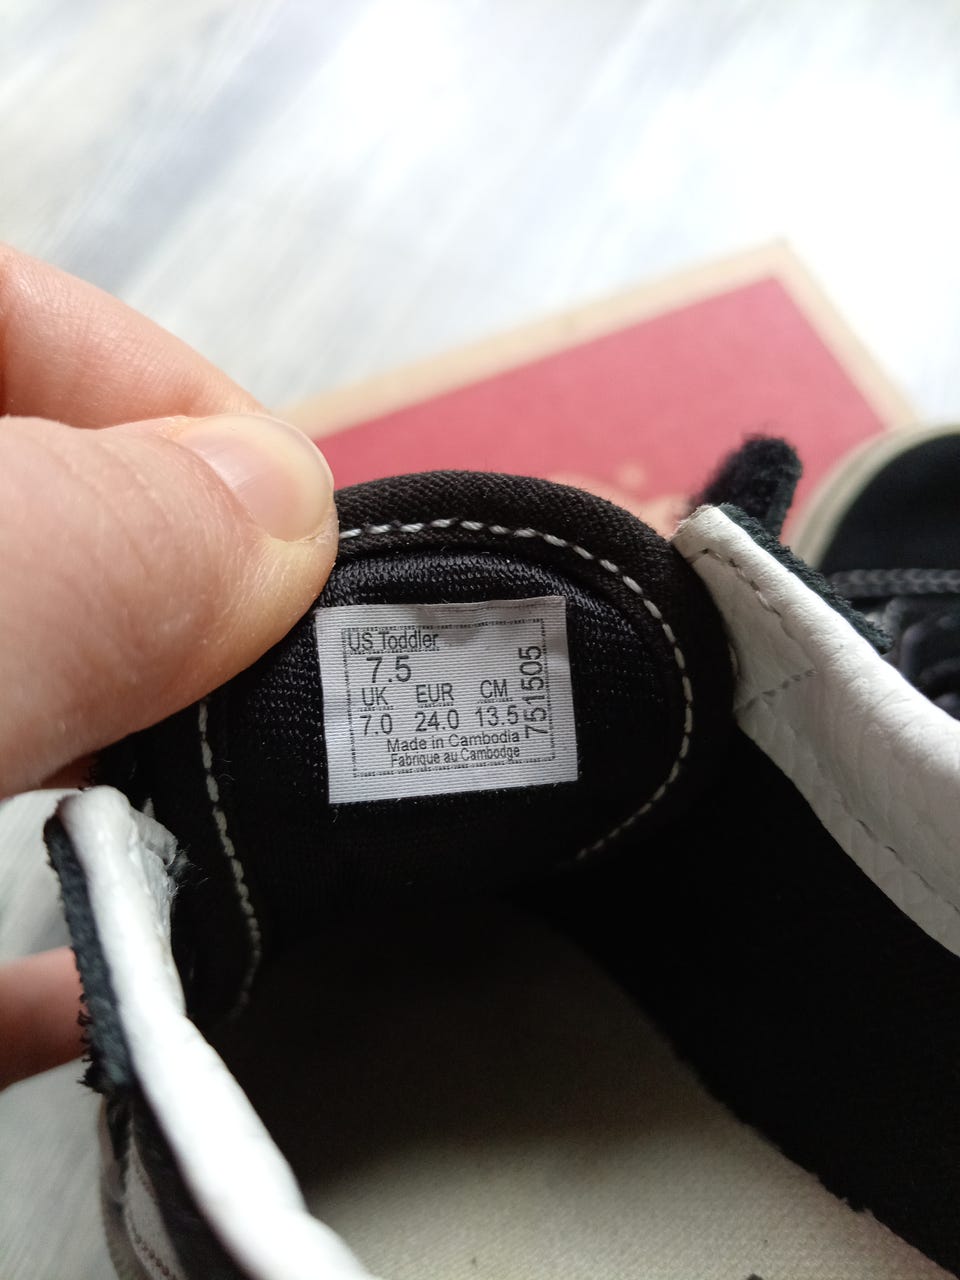 US Toddler
7.5
UK EUR CM
7.0 24.0 13.5
Made in Cambodia
Fabrique au Cambodge
751505